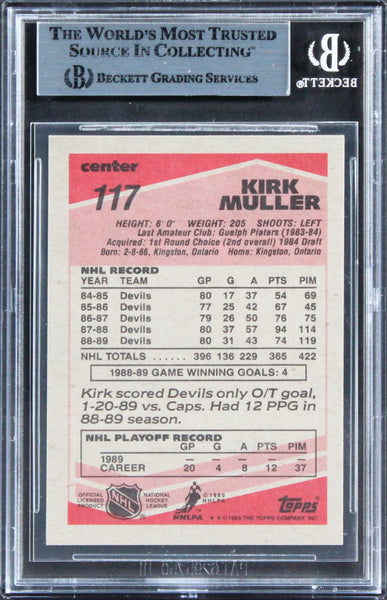 THE WORLD'S MOST TRUSTED
SOURCE IN COLLECTING™
BECKETT GRADING SERVICES
BECKETT
center
117
KIRK
MULLER
HEIGHT: 6' 0" WEIGHT: 205 SHOOTS: LEFT
Last Amateur Club: Guelph Platers (1983-84)
Acquired: 1st Round Choice (2nd overall) 1984 Draft
Born: 2-8-66, Kingston, Ontario Home: Kingston, Ontario
NHL RECORD
YEAR TEAM GP G A PTS PIM
84-85 Devils 80 17 37 54 69
85-86 Devils 77 25 42 67 45
86-87 Devils 79 26 50 76 75
87-88 Devils 80 37 57 94 114
88-89 Devils 80 31 43 74 119
NHL TOTALS ...... 396 136 229 365 422
1988-89 GAME WINNING GOALS: 4
Kirk scored Devils only O/T goal,
1-20-89 vs. Caps. Had 12 PPG in
88-89 season.
NHL PLAYOFF RECORD
GP G A PTS PIM
1989 — — — — —
CAREER 20 4 8 12 37
OFFICIAL LICENSED PRODUCT
NHL
NATIONAL HOCKEY LEAGUE
© 1989 NHLPA
NHLPA
topps®
* © 1989 THE TOPPS COMPANY, INC.